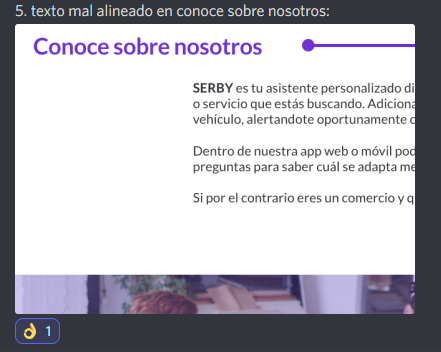 5. texto mal alineado en conoce sobre nosotros:
Conoce sobre nosotros
SERBY es tu asistente personalizado di
o servicio que estás buscando. Adiciona
vehículo, alertandote oportunamente
Dentro de nuestra app web o móvil pod
preguntas para saber cuál se adapta me
Si por el contrario eres un comercio y q
1